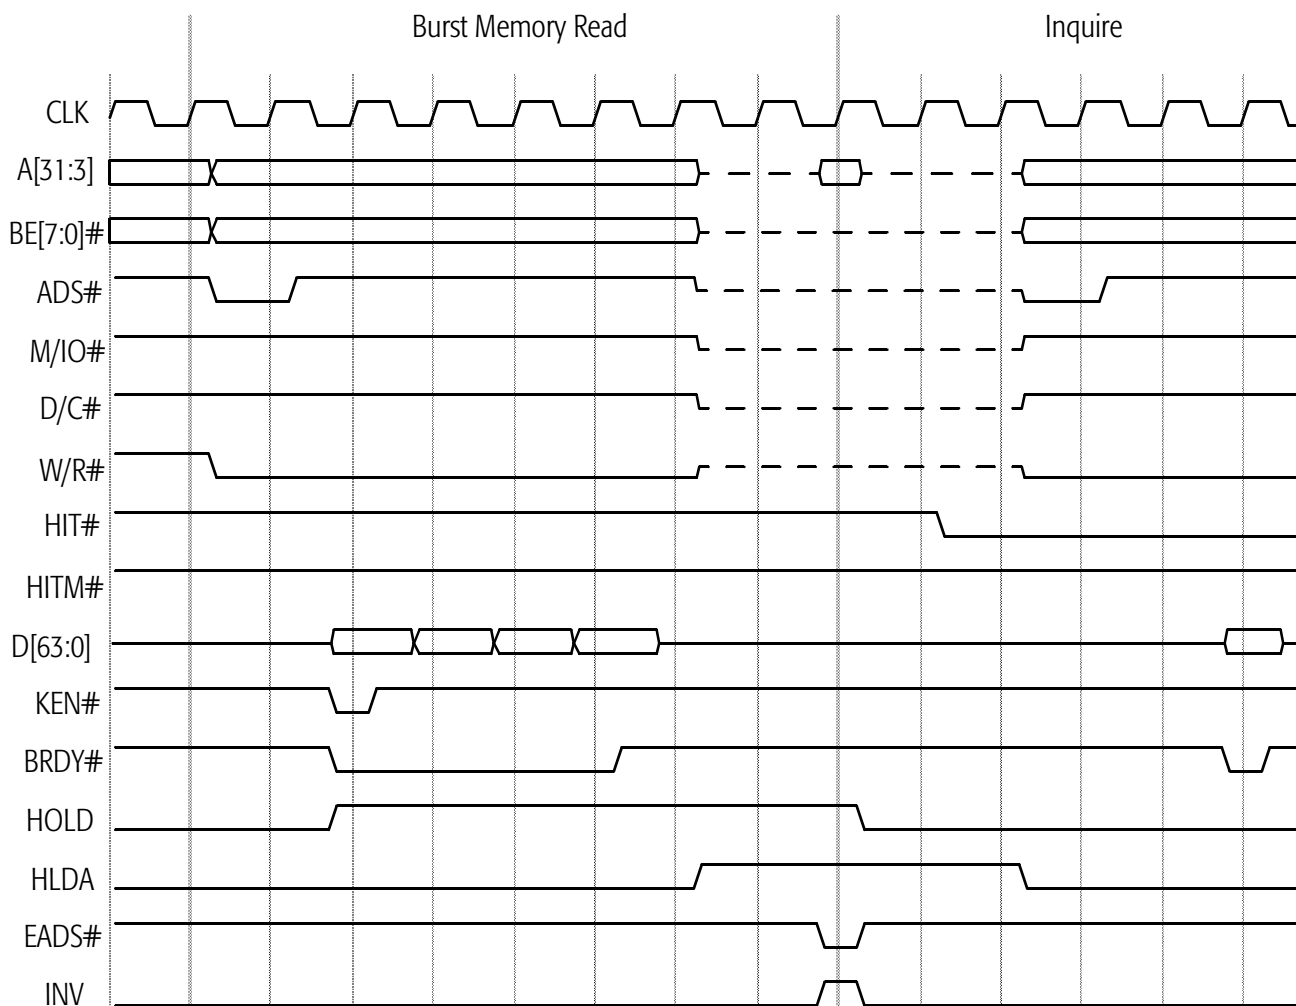 Burst Memory Read Inquire
CLK
A[31:3]
BE[7:0]#
ADS#
M/IO#
D/C#
W/R#
HIT#
HITM#
D[63:0]
KEN#
BRDY#
HOLD
HLDA
EADS#
INV